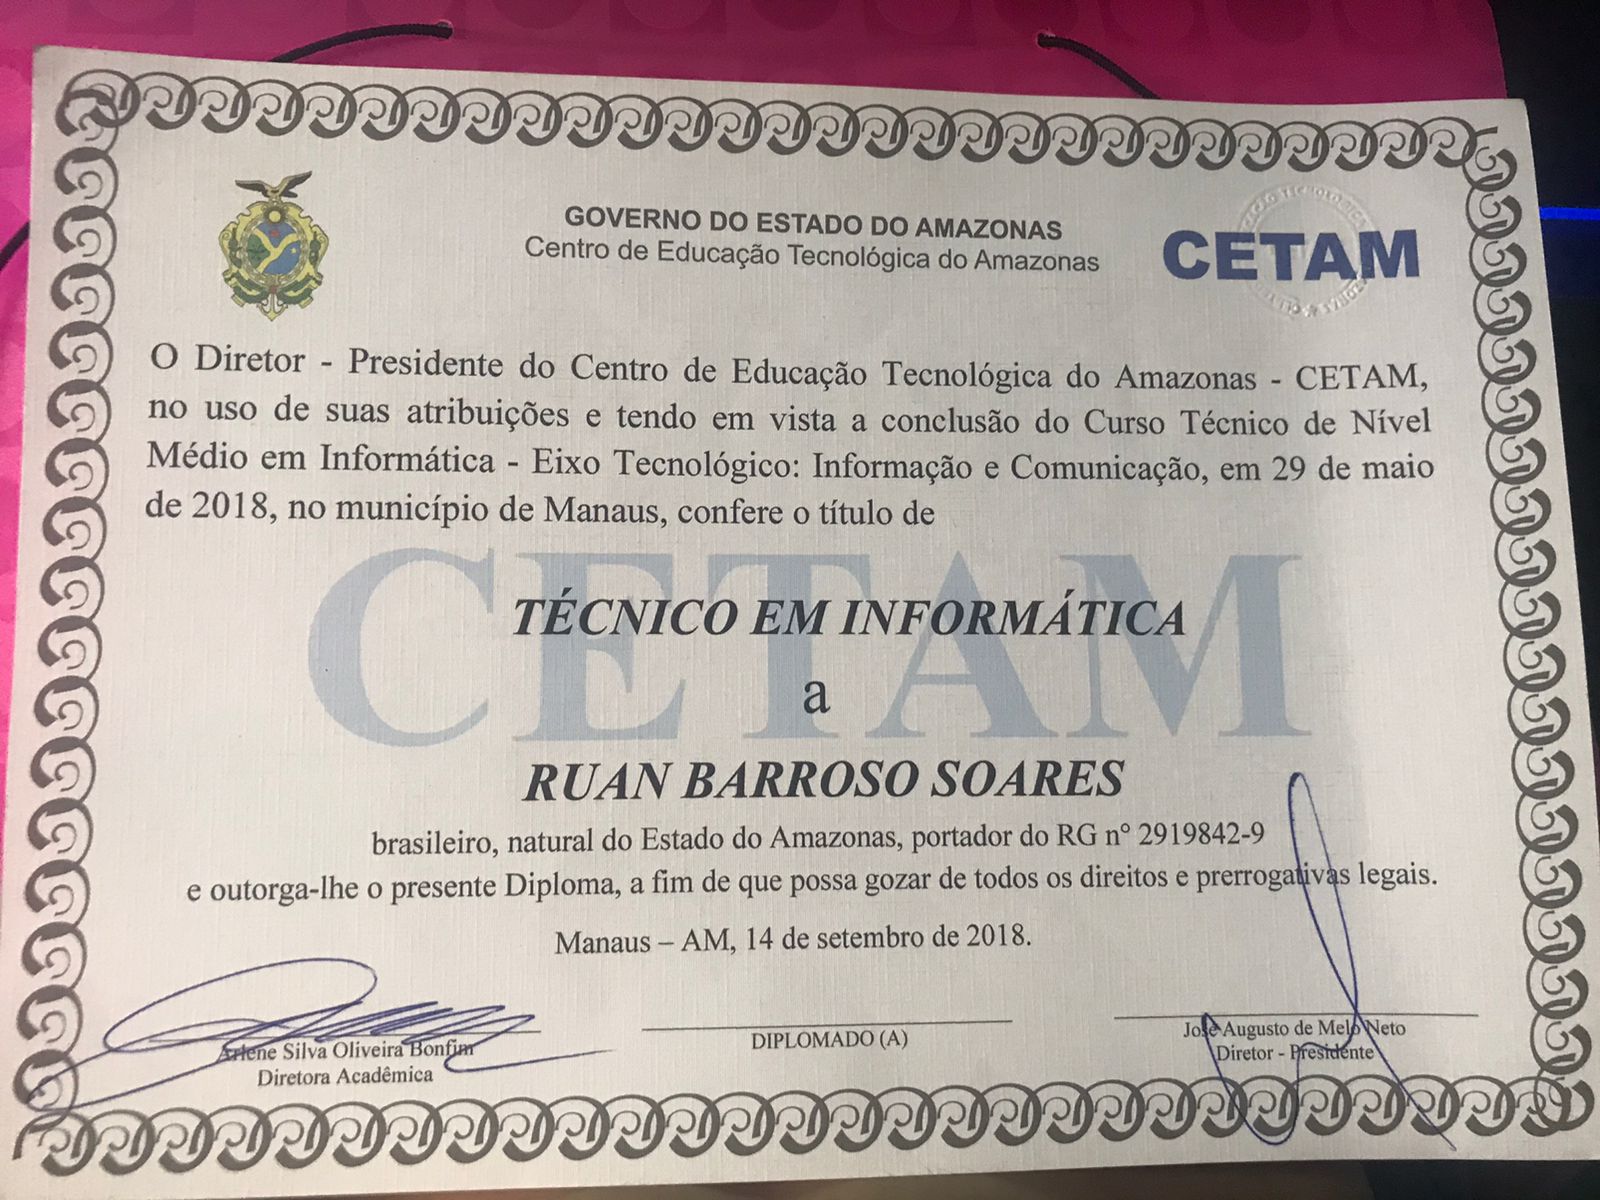 GOVERNO DO ESTADO DO AMAZONAS
Centro de Educação Tecnológica do Amazonas
CETAM
O Diretor - Presidente do Centro de Educação Tecnológica do Amazonas - CETAM,
no uso de suas atribuições e tendo em vista a conclusão do Curso Técnico de Nível
Médio em Informática - Eixo Tecnológico: Informação e Comunicação, em 29 de maio
de 2018, no município de Manaus, confere o título de
CETAM
TÉCNICO EM INFORMÁTICA
a
RUAN BARROSO SOARES
brasileiro, natural do Estado do Amazonas, portador do RG nº 2919842-9
e outorga-lhe o presente Diploma, a fim de que possa gozar de todos os direitos e prerrogativas legais.
Manaus – AM, 14 de setembro de 2018.
Arlene Silva Oliveira Bonfim
Diretora Acadêmica
DIPLOMADO (A)
José Augusto de Melo Neto
Diretor - Presidente